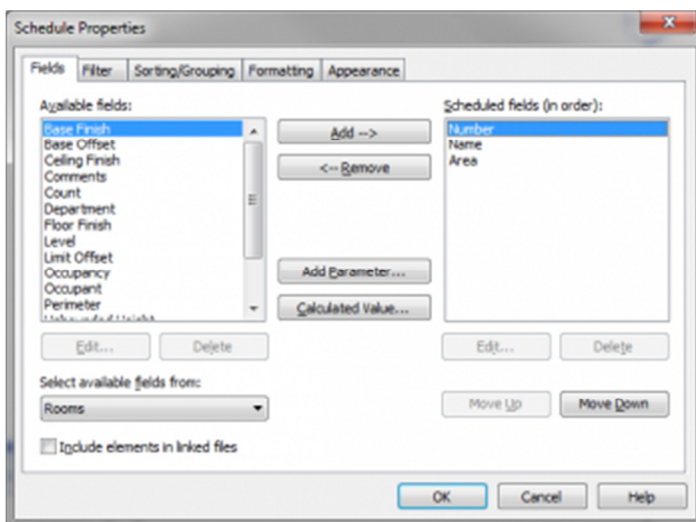 Schedule Properties
Fields Filter Sorting/Grouping Formatting Appearance
Available fields:
Base Finish
Base Offset
Ceiling Finish
Comments
Count
Department
Floor Finish
Level
Limit Offset
Occupancy
Occupant
Perimeter
Unbounded Height
Add -->
<-- Remove
Add Parameter...
Calculated Value...
Scheduled fields (in order):
Number
Name
Area
Edit... Delete
Edit... Delete
Select available fields from:
Rooms
Move Up Move Down
Include elements in linked files
OK Cancel Help